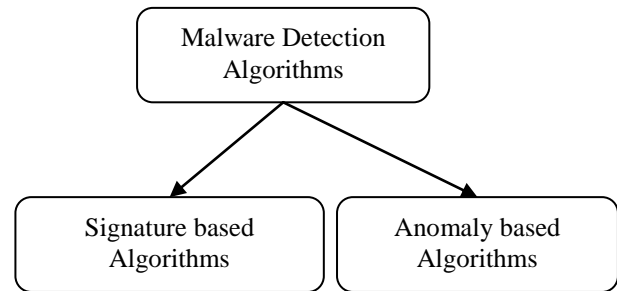 Malware Detection
Algorithms
Signature based
Algorithms
Anomaly based
Algorithms